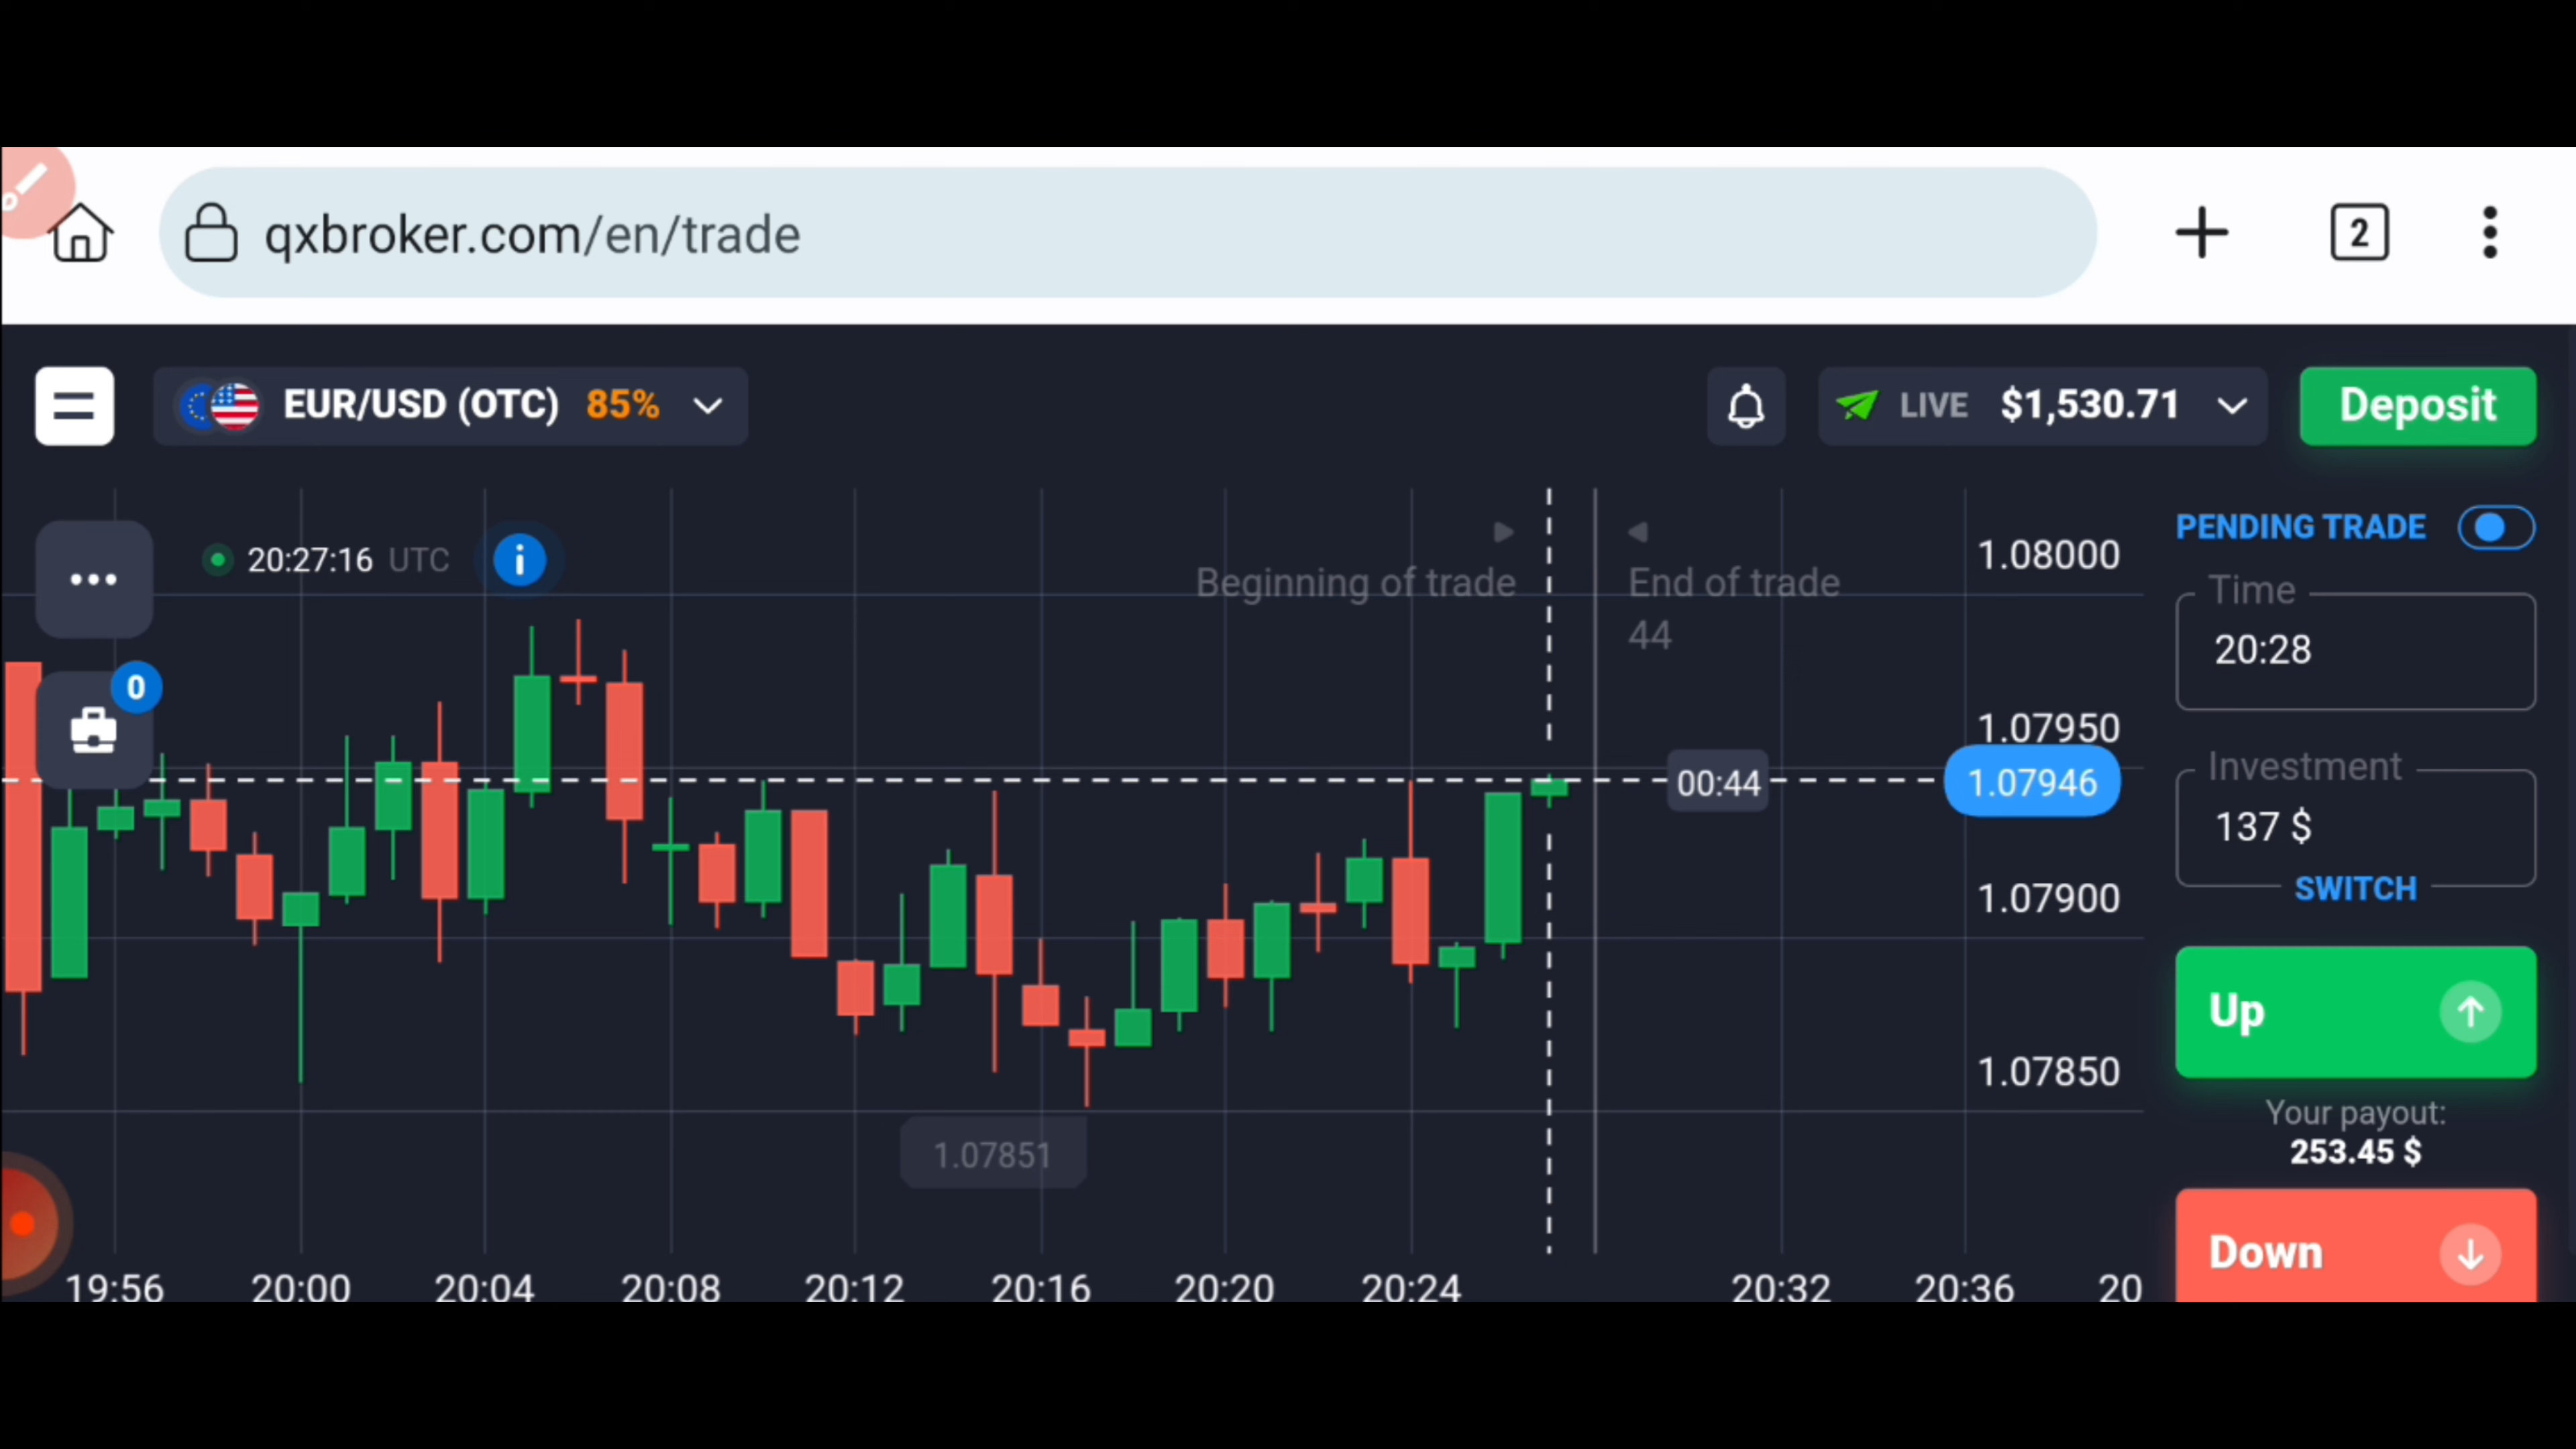 qxbroker.com/en/trade
2
EUR/USD (OTC) 85%
LIVE $1,530.71
Deposit
20:27:16 UTC
i
0
Beginning of trade
End of trade
44
1.08000
1.07950
00:44
1.07946
1.07900
1.07850
1.07851
19:56 20:00 20:04 20:08 20:12 20:16 20:20 20:24 20:32 20:36 20
PENDING TRADE
Time
20:28
Investment
137 $
SWITCH
Up
Your payout:
253.45 $
Down